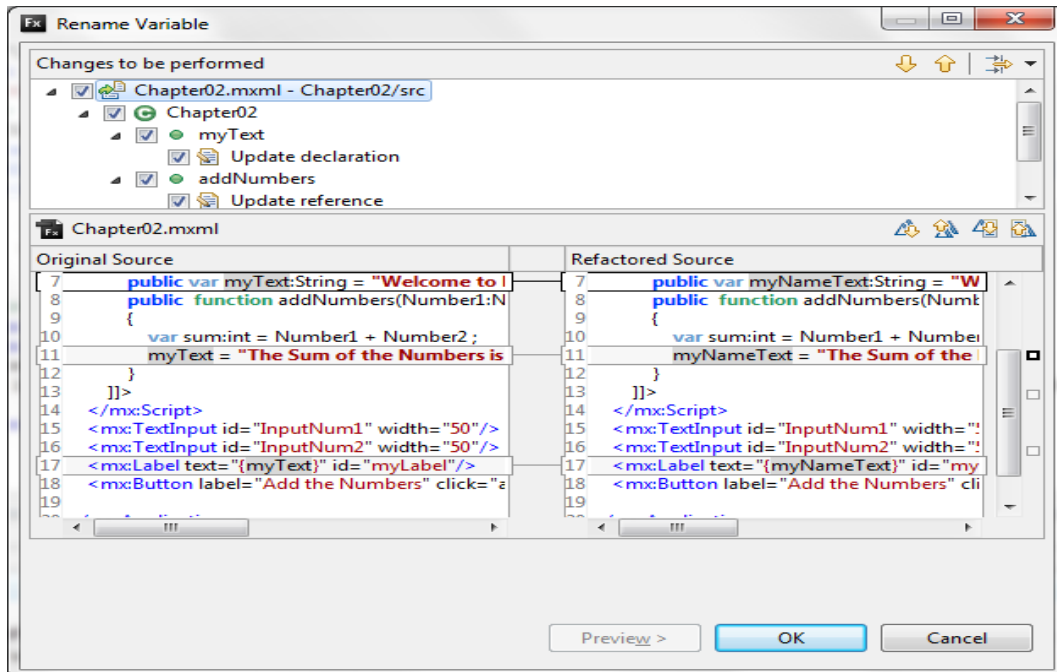 Fx Rename Variable
Changes to be performed
Chapter02.mxml - Chapter02/src
C Chapter02
myText
Update declaration
addNumbers
Update reference
Fx Chapter02.mxml
Original Source
7 public var myText:String = "Welcome to
8 public function addNumbers(Number1:N
9 {
10 var sum:int = Number1 + Number2 ;
11 myText = "The Sum of the Numbers is
12 }
13 ]]>
14 </mx:Script>
15 <mx:TextInput id="InputNum1" width="50"/>
16 <mx:TextInput id="InputNum2" width="50"/>
17 <mx:Label text="{myText}" id="myLabel"/>
18 <mx:Button label="Add the Numbers" click="a
19
Refactored Source
7 public var myNameText:String = "W
8 public function addNumbers(Numb
9 {
10 var sum:int = Number1 + Number
11 myNameText = "The Sum of the
12 }
13 ]]>
14 </mx:Script>
15 <mx:TextInput id="InputNum1" width="
16 <mx:TextInput id="InputNum2" width="
17 <mx:Label text="{myNameText}" id="my
18 <mx:Button label="Add the Numbers" cli
19
Preview >
OK
Cancel